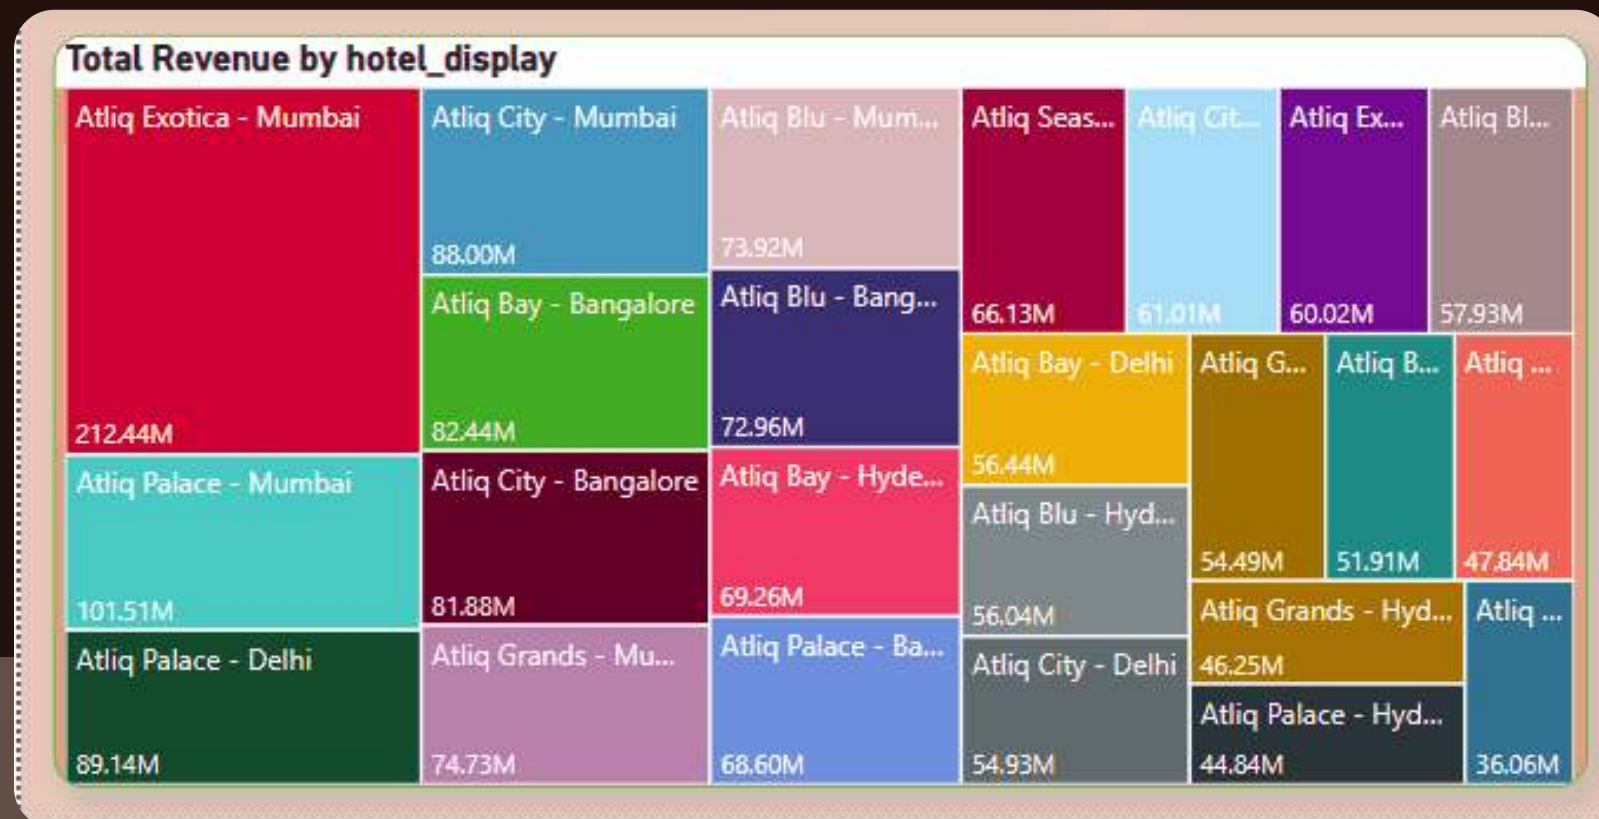 Total Revenue by hotel_display
Atliq Exotica - Mumbai
212.44M
Atliq Palace - Mumbai
101.51M
Atliq Palace - Delhi
89.14M
Atliq City - Mumbai
88.00M
Atliq Bay - Bangalore
82.44M
Atliq City - Bangalore
81.88M
Atliq Grands - Mu...
74.73M
Atliq Blu - Mum...
73.92M
Atliq Blu - Bang...
72.96M
Atliq Bay - Hyde...
69.26M
Atliq Palace - Ba...
68.60M
Atliq Seas...
66.13M
Atliq Cit...
61.01M
Atliq Ex...
60.02M
Atliq Bl...
57.93M
Atliq Bay - Delhi
56.44M
Atliq Blu - Hyd...
56.04M
Atliq City - Delhi
54.93M
Atliq G...
54.49M
Atliq B...
51.91M
Atliq ...
47.84M
Atliq Grands - Hyd...
46.25M
Atliq Palace - Hyd...
44.84M
Atliq ...
36.06M